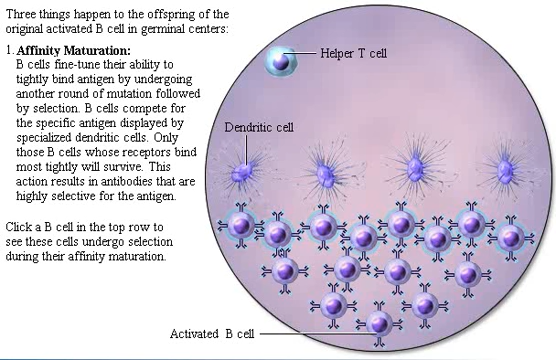 Three things happen to the offspring of the
original activated B cell in germinal centers:
1. Affinity Maturation:
B cells fine-tune their ability to
tightly bind antigen by undergoing
another round of mutation followed
by selection. B cells compete for
the specific antigen displayed by
specialized dendritic cells. Only
those B cells whose receptors bind
most tightly will survive. This
action results in antibodies that are
highly selective for the antigen.
Click a B cell in the top row to
see these cells undergo selection
during their affinity maturation.
Helper T cell
Dendritic cell
Activated B cell